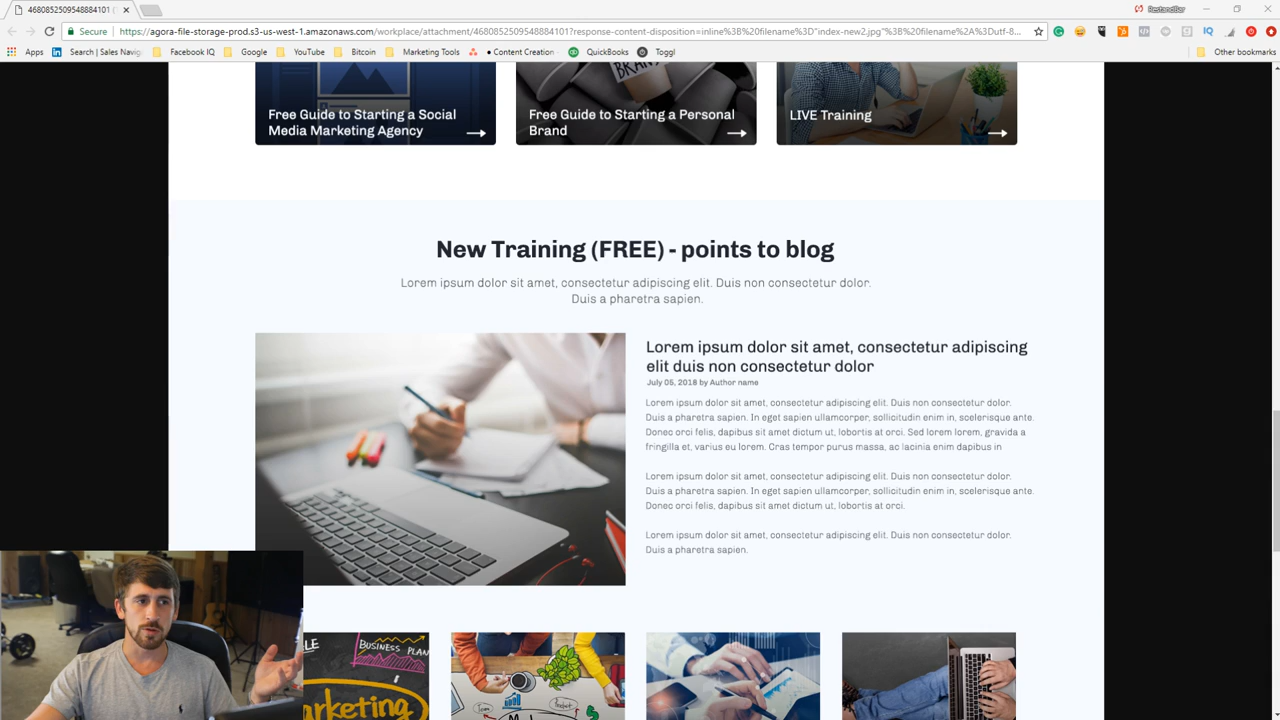 4680852509548884101 (
RestandBar
Secure
https://agora-file-storage-prod.s3-us-west-1.amazonaws.com/workplace/attachment/4680852509548884101?response-content-disposition=inline%3B%20filename%3D"index-new2.jpg"%3B%20filename%2A%3Dutf-8...
Apps
Search | Sales Navig
Facebook IQ
Google
YouTube
Bitcoin
Marketing Tools
● Content Creation
QuickBooks
Toggl
Other bookmarks
Free Guide to Starting a Social
Media Marketing Agency
BRAND
Free Guide to Starting a Personal
Brand
LIVE Training
New Training (FREE) - points to blog
Lorem ipsum dolor sit amet, consectetur adipiscing elit. Duis non consectetur dolor.
Duis a pharetra sapien.
Lorem ipsum dolor sit amet, consectetur adipiscing
elit duis non consectetur dolor
July 05, 2018 by Author name
Lorem ipsum dolor sit amet, consectetur adipiscing elit. Duis non consectetur dolor.
Duis a pharetra sapien. In eget sapien ullamcorper, sollicitudin enim in, scelerisque ante.
Donec orci felis, dapibus sit amet dictum ut, lobortis at orci. Sed lorem lorem, gravida a
fringilla et, varius eu lorem. Cras tempor purus massa, ac lacinia enim dapibus in
Lorem ipsum dolor sit amet, consectetur adipiscing elit. Duis non consectetur dolor.
Duis a pharetra sapien. In eget sapien ullamcorper, sollicitudin enim in, scelerisque ante.
Donec orci felis, dapibus sit amet dictum ut, lobortis at orci.
Lorem ipsum dolor sit amet, consectetur adipiscing elit. Duis non consectetur dolor.
Duis a pharetra sapien.
BUSINESS PLAN
arketing